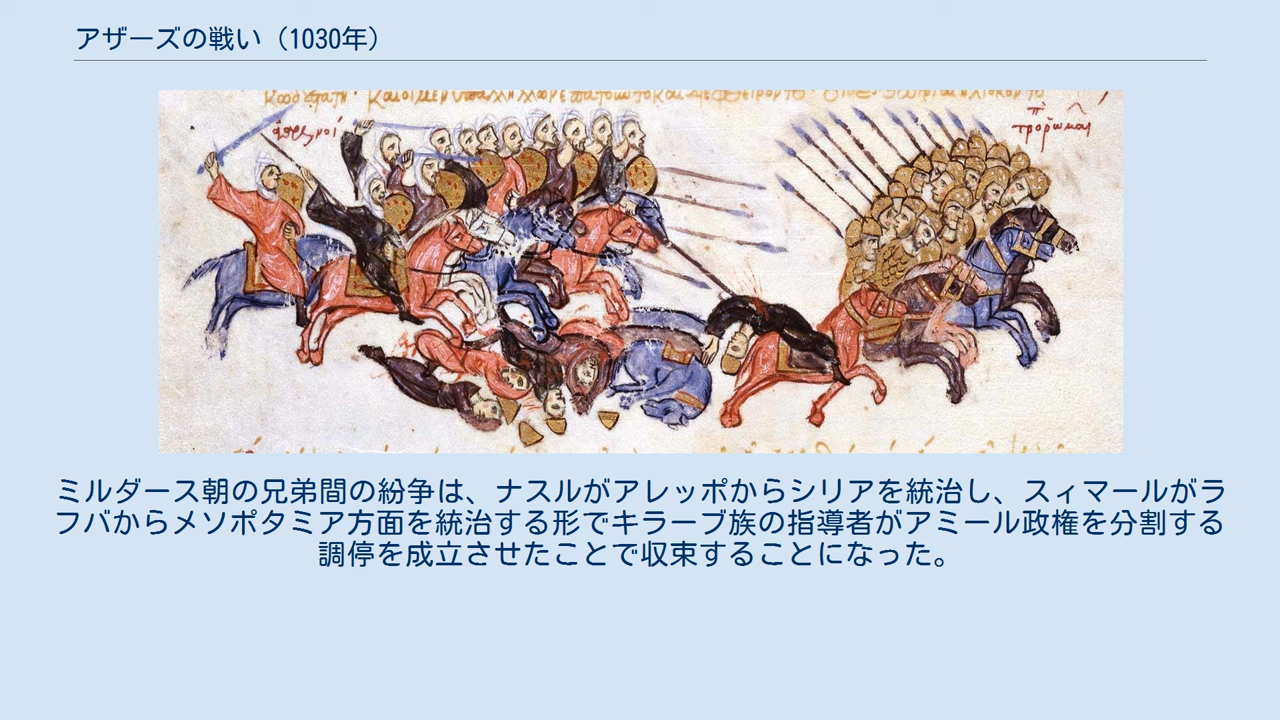 アザーズの戦い（1030年）
ミルダース朝の兄弟間の紛争は、ナスルがアレッポからシリアを統治し、スィマールがラ
フバからメソポタミア方面を統治する形でキラーブ族の指導者がアミール政権を分割する
調停を成立させたことで収束することになった。